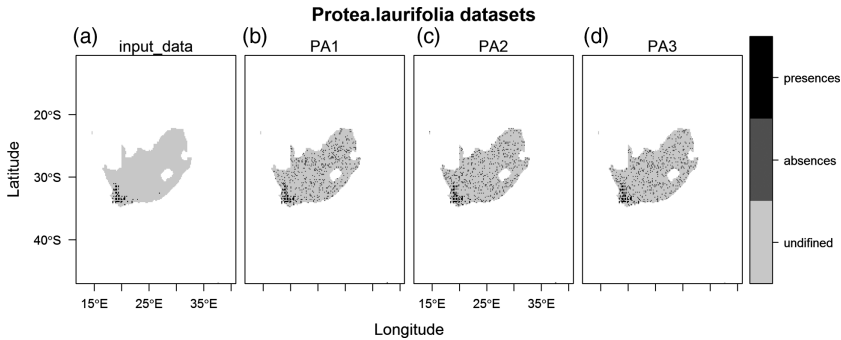 Protea.laurifolia datasets
(a) (b) (c) (d)
input_data PA1 PA2 PA3
presences
20°S
absences
Latitude
30°S
undifined
40°S
15°E 25°E 35°E 15°E 25°E 35°E
Longitude